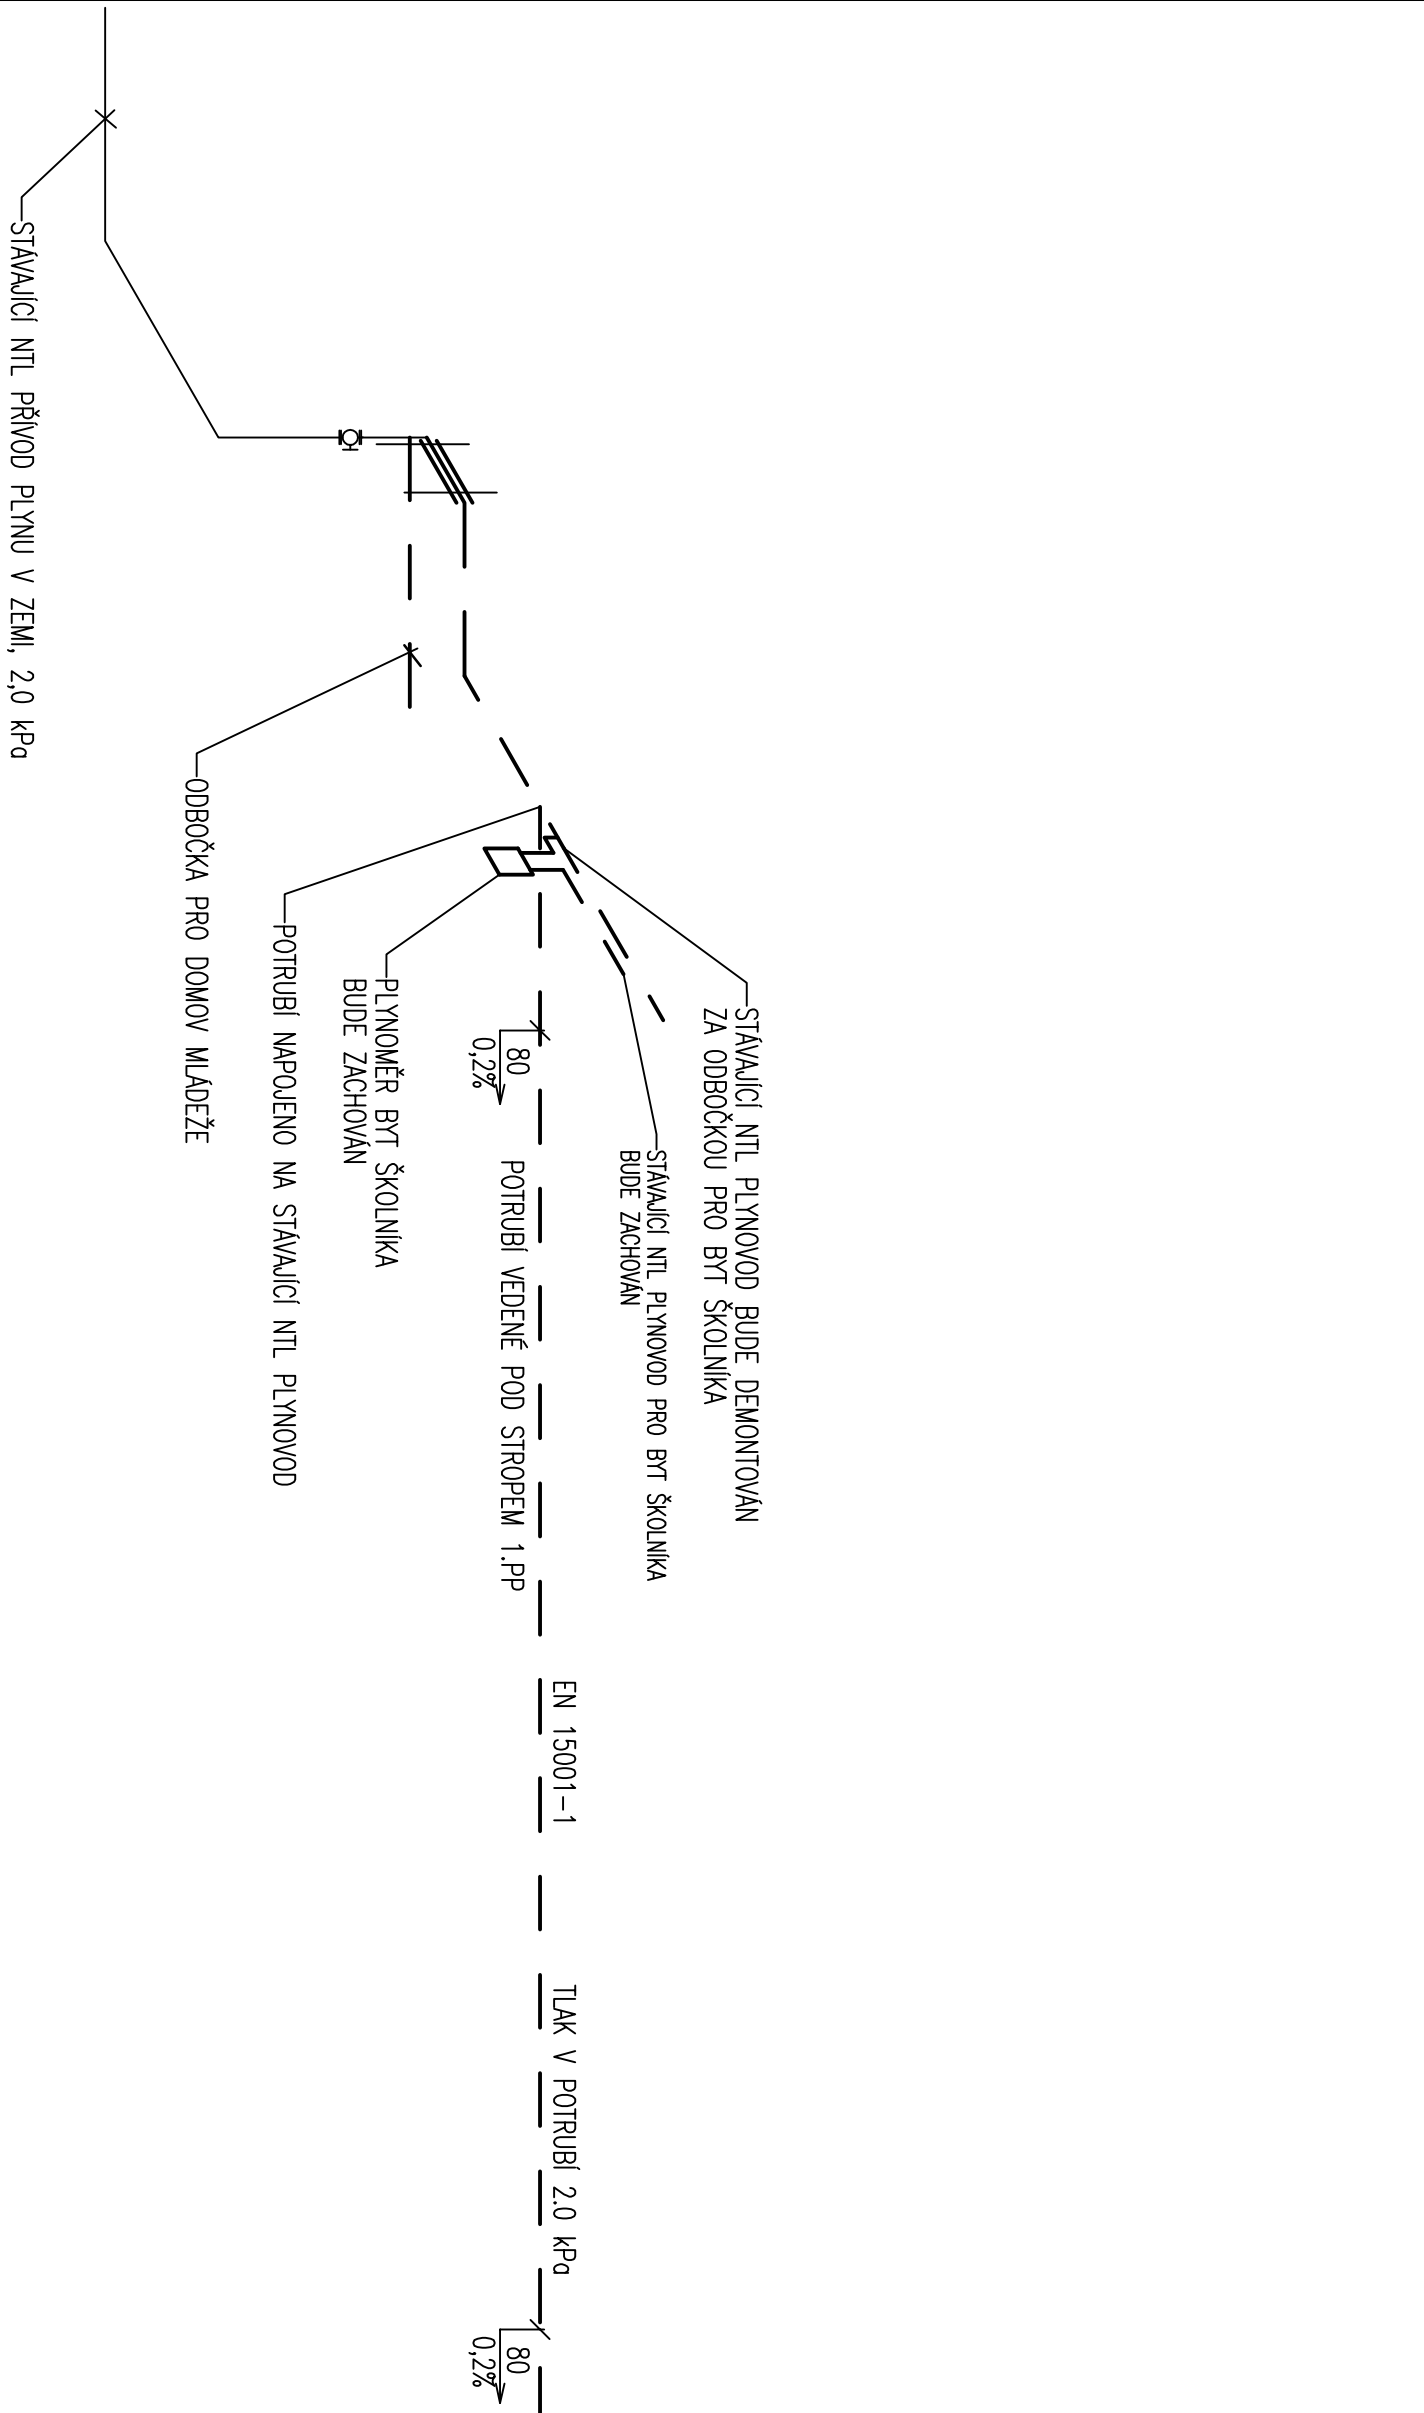 STÁVAJÍCÍ NTL PLYNOVOD BUDE DEMONTOVÁN
ZA ODBOČKOU PRO BYT ŠKOLNÍKA
STÁVAJÍCÍ NTL PLYNOVOD PRO BYT ŠKOLNÍKA
BUDE ZACHOVÁN
EN 15001-1
TLAK V POTRUBÍ 2.0 kPa
80
0,2%
POTRUBÍ VEDENÉ POD STROPEM 1.PP
80
0,2%
PLYNOMĚR BYT ŠKOLNÍKA
BUDE ZACHOVÁN
POTRUBÍ NAPOJENO NA STÁVAJÍCÍ NTL PLYNOVOD
ODBOČKA PRO DOMOV MLÁDEŽE
STÁVAJÍCÍ NTL PŘÍVOD PLYNU V ZEMI, 2,0 kPa